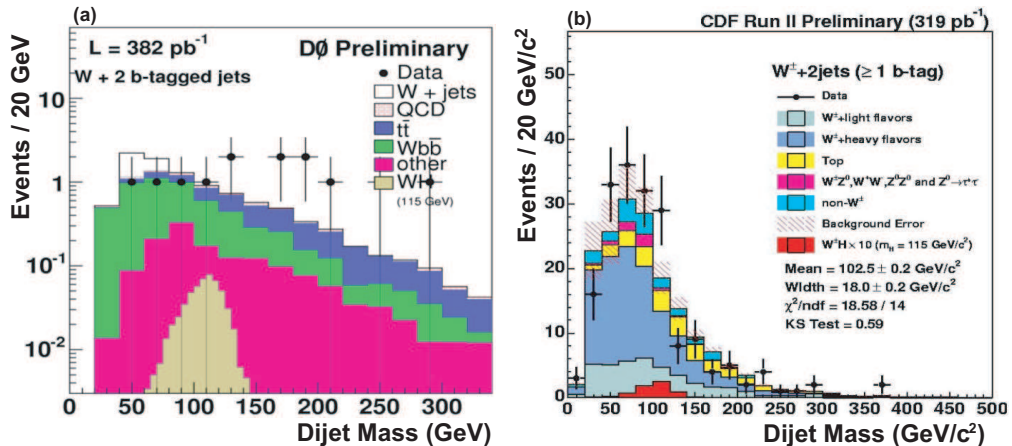 (a)
L = 382 pb⁻¹
DØ Preliminary
W + 2 b-tagged jets
Data
W + jets
QCD
tt̄
Wbb̄
other
WH
(115 GeV)
Events / 20 GeV
10
1
10⁻¹
10⁻²
0 50 100 150 200 250 300
Dijet Mass (GeV)
(b)
CDF Run II Preliminary (319 pb⁻¹)
W± +2jets (≥ 1 b-tag)
Data
W± +light flavors
W± +heavy flavors
Top
W±Z⁰, W⁺W⁻, Z⁰Z⁰ and Z⁰→τ⁺τ⁻
non-W±
Background Error
W±H × 10 (m_H = 115 GeV/c²)
Mean = 102.5 ± 0.2 GeV/c²
Width = 18.0 ± 0.2 GeV/c²
χ²/ndf = 18.58 / 14
KS Test = 0.59
Events / 20 GeV/c²
50
40
30
20
10
0
0 50 100 150 200 250 300 350 400 450 500
Dijet Mass (GeV/c²)